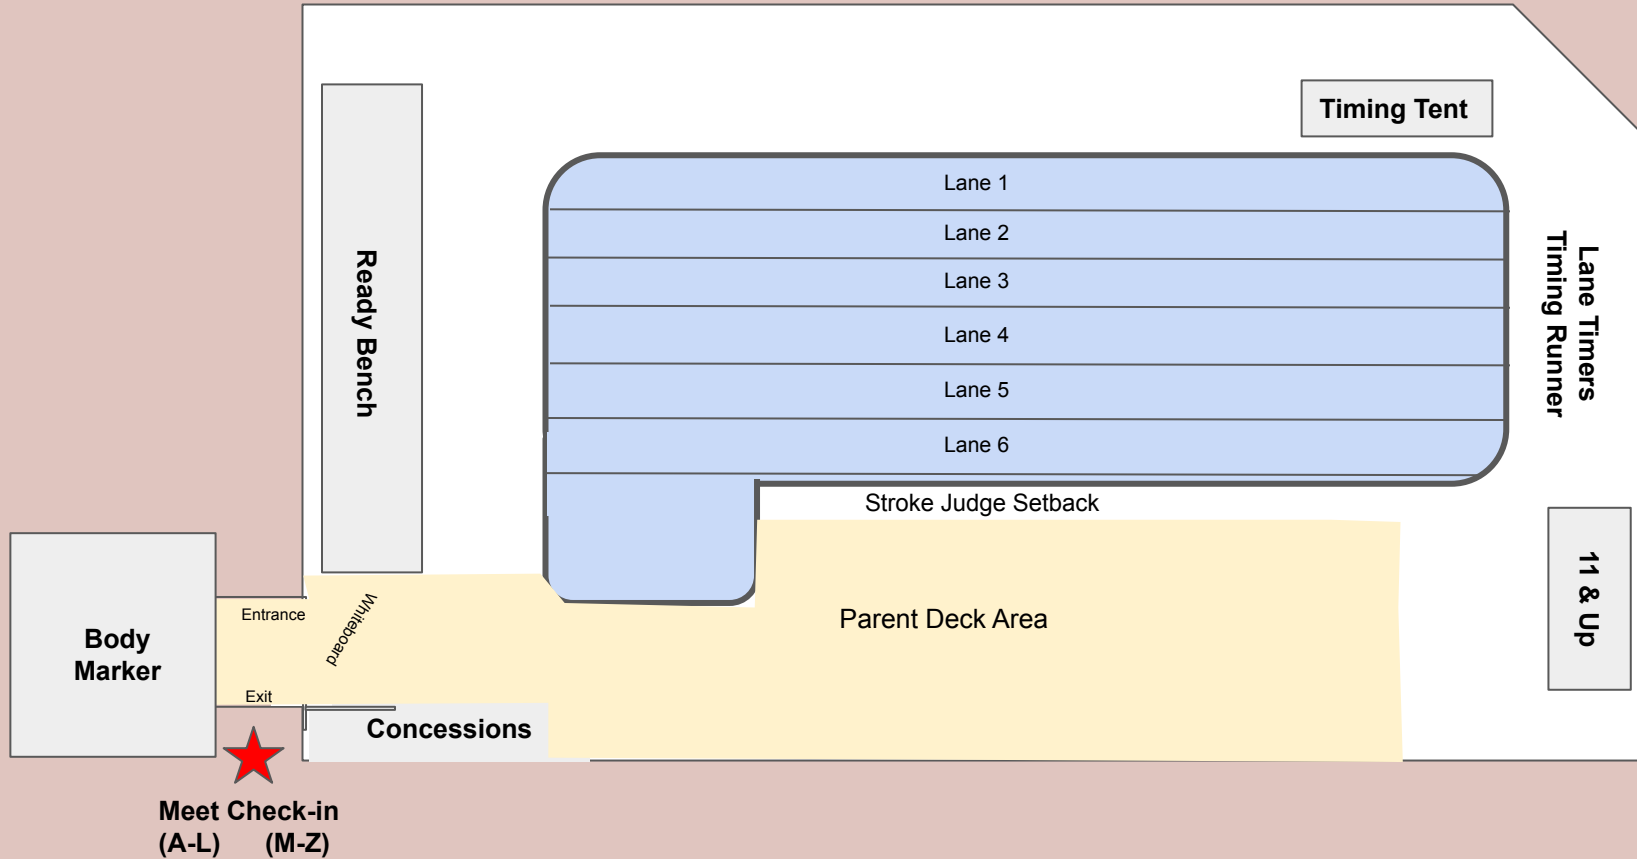 Timing Tent
Lane 1
Lane 2
Lane 3
Lane 4
Lane 5
Lane 6
Ready Bench
Lane Timers
Timing Runner
Stroke Judge Setback
11 & Up
Parent Deck Area
Entrance
Whiteboard
Body
Marker
Exit
Concessions
Meet Check-in
(A-L) (M-Z)